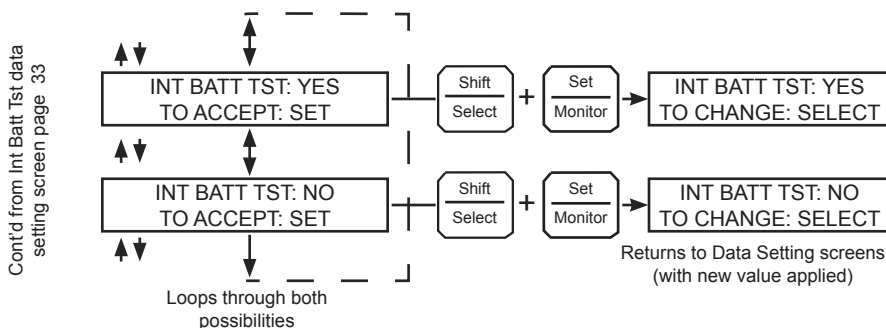 Cont'd from Int Batt Tst data
setting screen page 33
INT BATT TST: YES
TO ACCEPT: SET
Shift
Select
+
Set
Monitor
INT BATT TST: YES
TO CHANGE: SELECT
INT BATT TST: NO
TO ACCEPT: SET
Shift
Select
+
Set
Monitor
INT BATT TST: NO
TO CHANGE: SELECT
Loops through both
possibilities
Returns to Data Setting screens
(with new value applied)